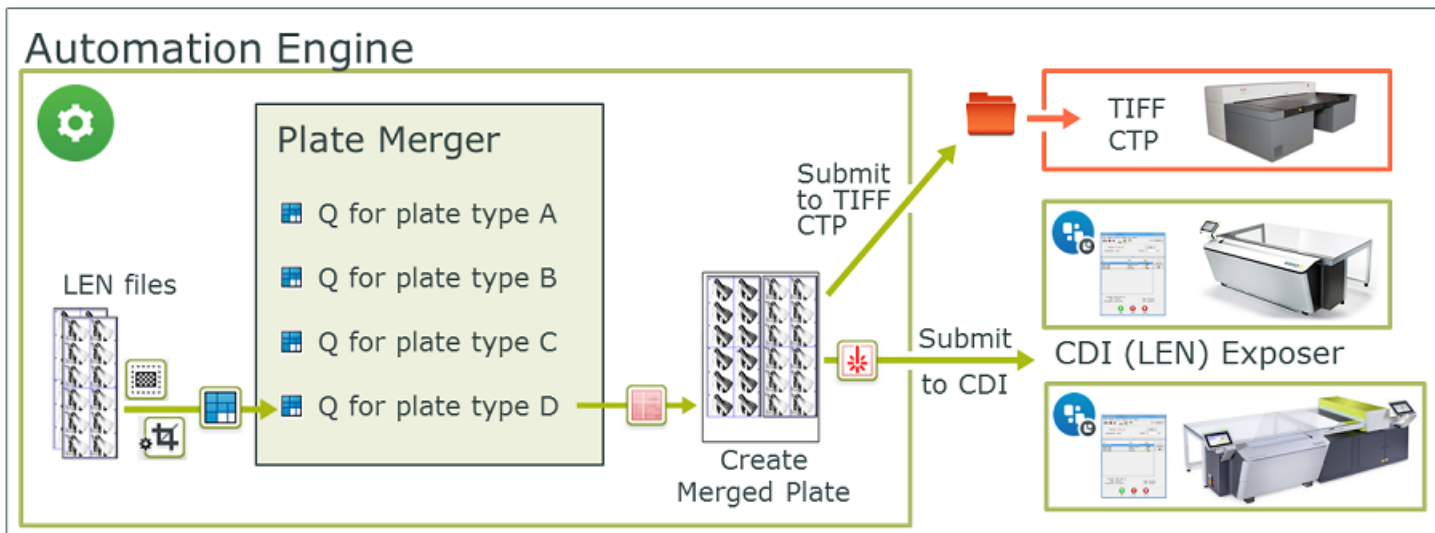 Automation Engine
Plate Merger
Q for plate type A
Q for plate type B
Q for plate type C
Q for plate type D
LEN files
Create
Merged Plate
Submit
to TIFF
CTP
Submit
to CDI
TIFF
CTP
CDI (LEN) Exposer